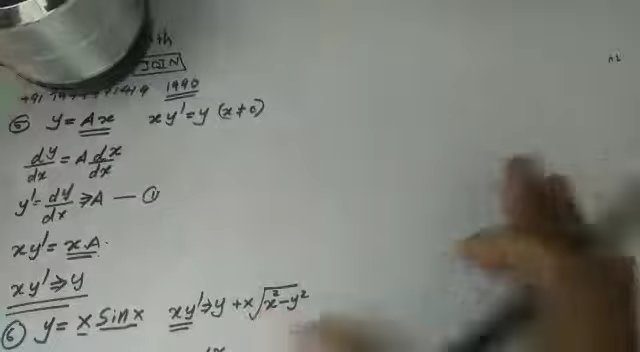 JOIN
1990
⑤ y = Ax xy' = y (x ≠ 0)
dy/dx = A dx/dx
y' = dy/dx ⇒ A — ①
xy' = xA.
xy' ⇒ y
⑥ y = x sin x xy' ⇒ y + x√x²-y²